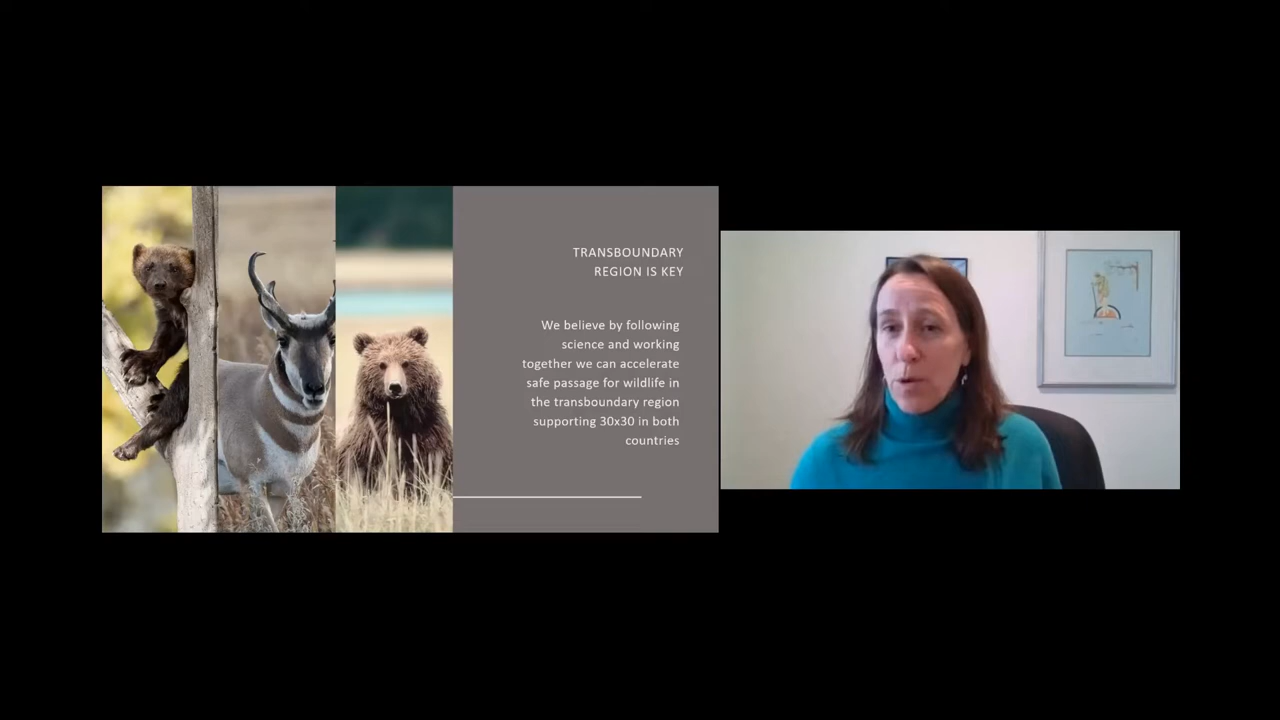 TRANSBOUNDARY
REGION IS KEY
We believe by following
science and working
together we can accelerate
safe passage for wildlife in
the transboundary region
supporting 30x30 in both
countries